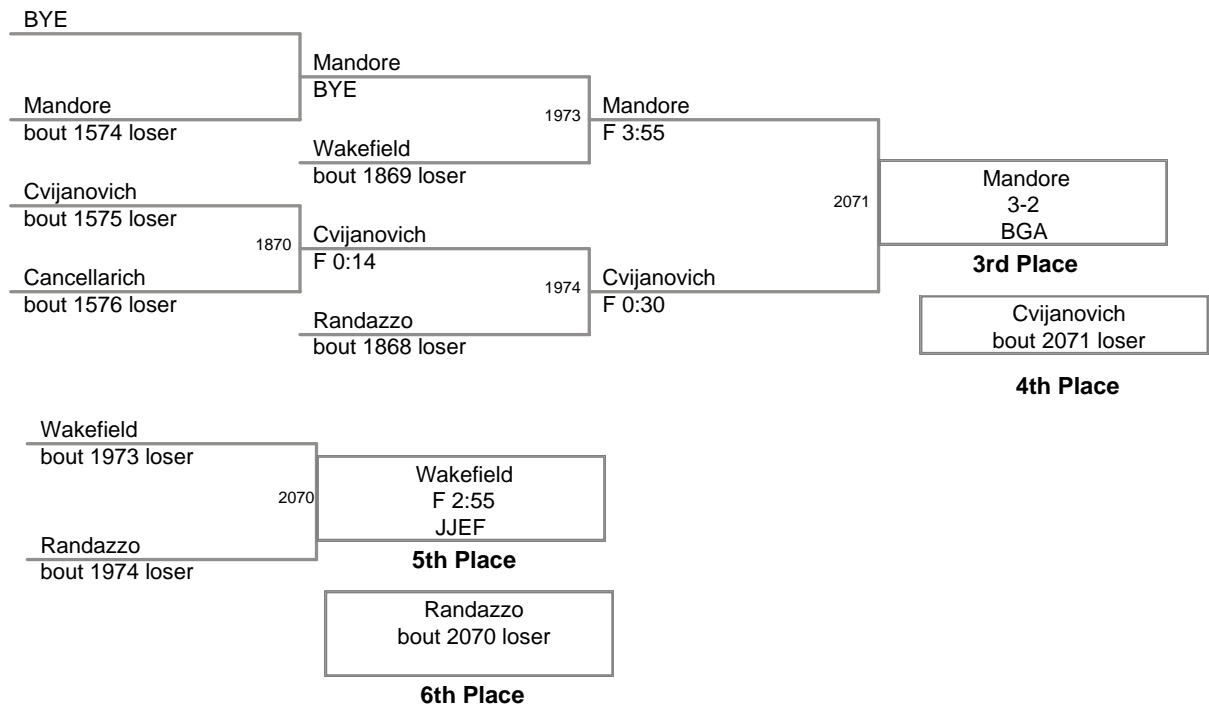 BYE
Mandore
BYE
Mandore
bout 1574 loser
1973
Mandore
F 3:55
Wakefield
bout 1869 loser
Cvijanovich
bout 1575 loser
2071
Mandore
3-2
BGA
3rd Place
1870
Cvijanovich
F 0:14
Cancellarich
bout 1576 loser
1974
Cvijanovich
F 0:30
Randazzo
bout 1868 loser
Cvijanovich
bout 2071 loser
4th Place
Wakefield
bout 1973 loser
2070
Wakefield
F 2:55
JJEF
5th Place
Randazzo
bout 1974 loser
Randazzo
bout 2070 loser
6th Place